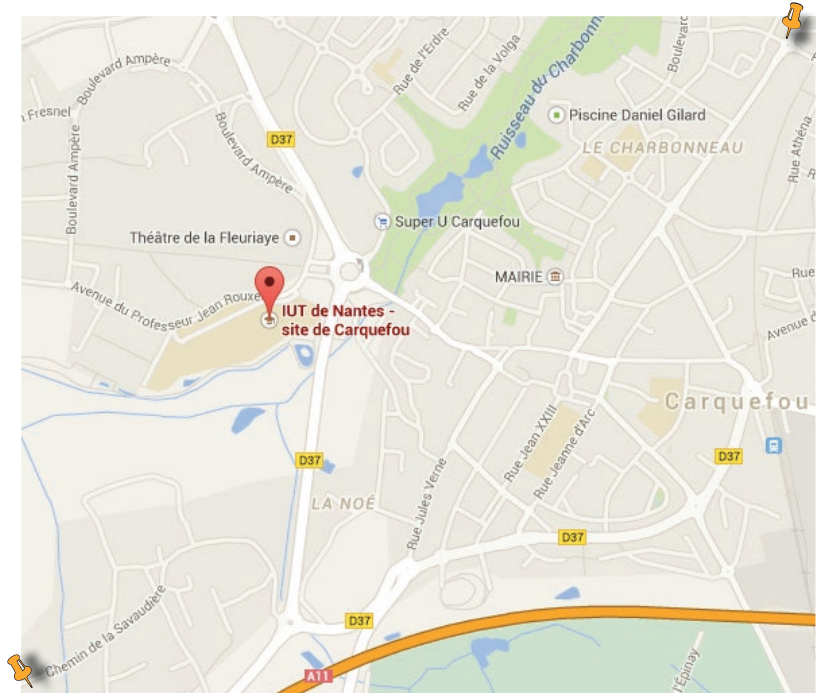 Boulevard Ampère
Rue de l'Erdre
Rue de la Volga
Ruisseau du Charbonn
Boulevard
Fresnel
D37
Piscine Daniel Gilard
LE CHARBONNEAU
Boulevard Ampère
Boulevard Ampère
Rue Athéna
Super U Carquefou
Théâtre de la Fleuriaye
MAIRIE
Rue
Avenue du Professeur Jean Rouxe
IUT de Nantes -
site de Carquefou
Avenue d
Carquefou
Rue Jean XXIII
Rue Jeanne d'Arc
D37
D37
LA NOÉ
Rue Jules Verne
D37
D37
Chemin de la Savaudière
A11
l'Épinay